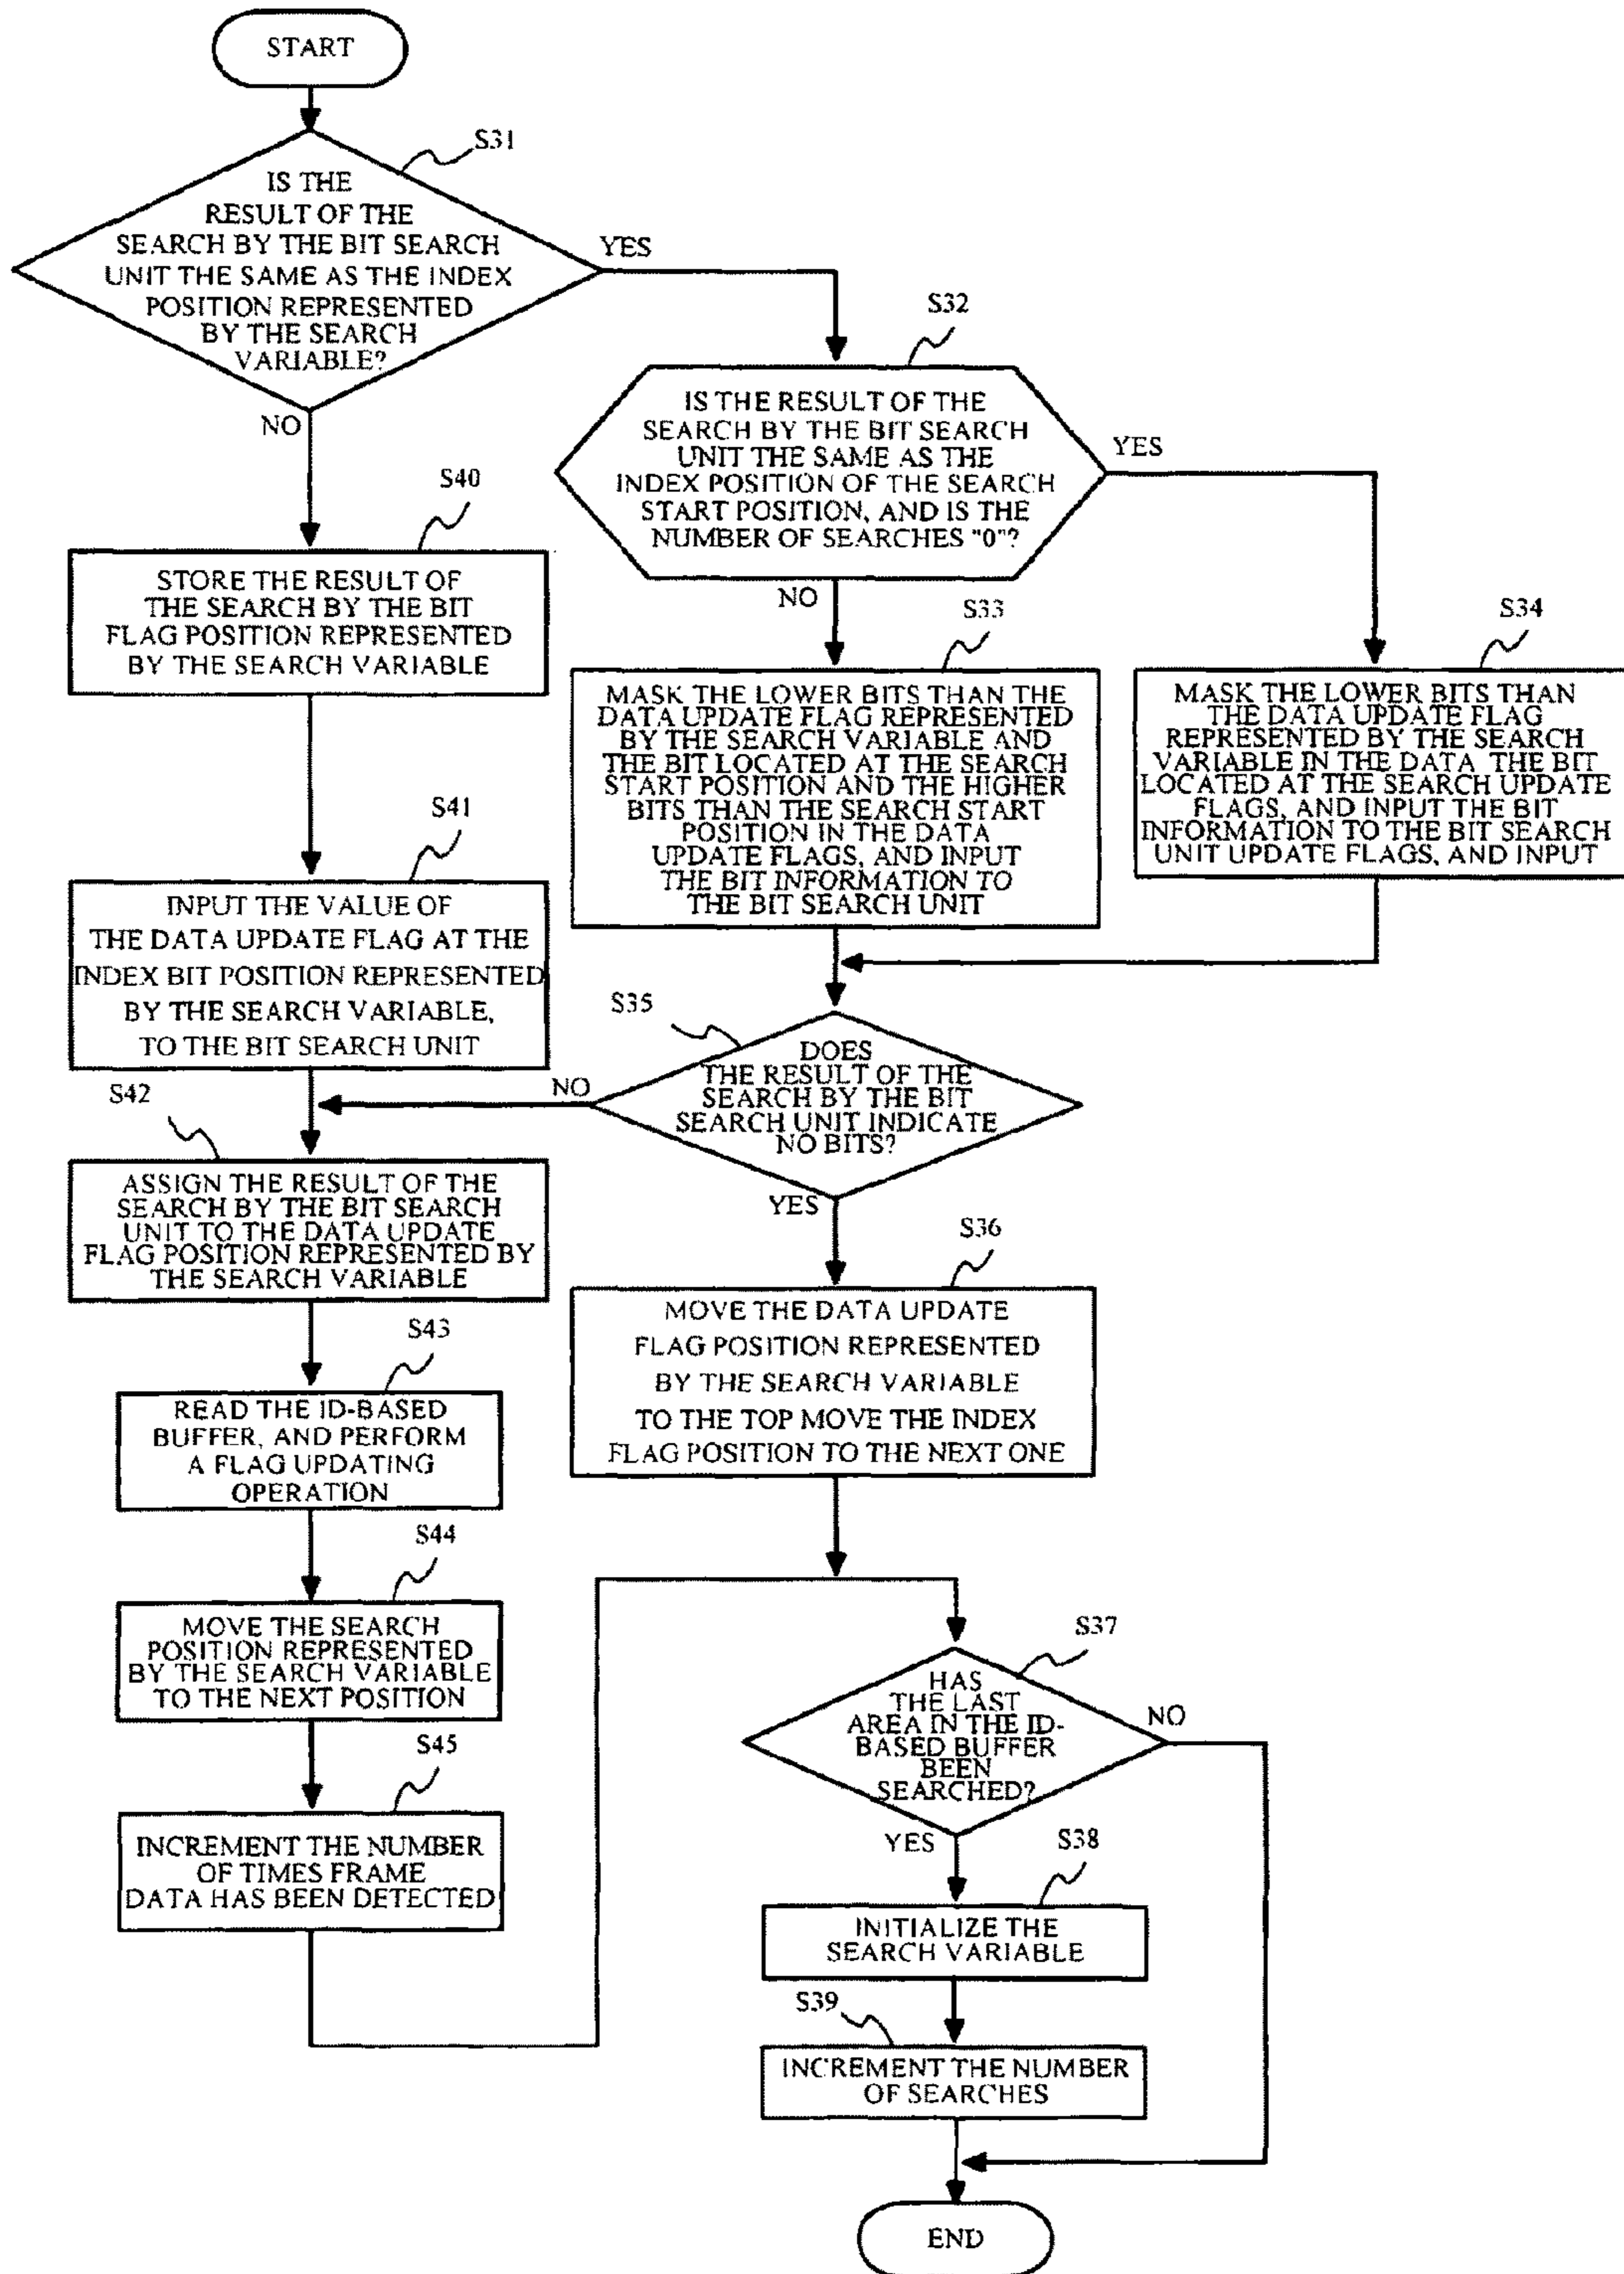 START
S31
IS THE
RESULT OF THE
SEARCH BY THE BIT SEARCH
UNIT THE SAME AS THE INDEX
POSITION REPRESENTED
BY THE SEARCH
VARIABLE?
YES
NO
S32
IS THE RESULT OF THE
SEARCH BY THE BIT SEARCH
UNIT THE SAME AS THE
INDEX POSITION OF THE SEARCH
START POSITION, AND IS THE
NUMBER OF SEARCHES "0"?
YES
NO
S40
STORE THE RESULT OF
THE SEARCH BY THE BIT
FLAG POSITION REPRESENTED
BY THE SEARCH VARIABLE
S33
MASK THE LOWER BITS THAN THE
DATA UPDATE FLAG REPRESENTED
BY THE SEARCH VARIABLE AND
THE BIT LOCATED AT THE SEARCH
START POSITION AND THE HIGHER
BITS THAN THE SEARCH START
POSITION IN THE DATA
UPDATE FLAGS, AND INPUT
THE BIT INFORMATION TO
THE BIT SEARCH UNIT
S34
MASK THE LOWER BITS THAN
THE DATA UPDATE FLAG
REPRESENTED BY THE SEARCH
VARIABLE IN THE DATA THE BIT
LOCATED AT THE SEARCH UPDATE
FLAGS, AND INPUT THE BIT
INFORMATION TO THE BIT SEARCH
UNIT UPDATE FLAGS, AND INPUT
S41
INPUT THE VALUE OF
THE DATA UPDATE FLAG AT THE
INDEX BIT POSITION REPRESENTED
BY THE SEARCH VARIABLE,
TO THE BIT SEARCH UNIT
S35
DOES
THE RESULT OF THE
SEARCH BY THE BIT
SEARCH UNIT INDICATE
NO BITS?
NO
YES
S42
ASSIGN THE RESULT OF THE
SEARCH BY THE BIT SEARCH
UNIT TO THE DATA UPDATE
FLAG POSITION REPRESENTED BY
THE SEARCH VARIABLE
S36
MOVE THE DATA UPDATE
FLAG POSITION REPRESENTED
BY THE SEARCH VARIABLE
TO THE TOP MOVE THE INDEX
FLAG POSITION TO THE NEXT ONE
S43
READ THE ID-BASED
BUFFER, AND PERFORM
A FLAG UPDATING
OPERATION
S44
MOVE THE SEARCH
POSITION REPRESENTED
BY THE SEARCH VARIABLE
TO THE NEXT POSITION
S45
INCREMENT THE NUMBER
OF TIMES FRAME
DATA HAS BEEN DETECTED
S37
HAS
THE LAST
AREA IN THE ID-
BASED BUFFER
BEEN
SEARCHED?
NO
YES
S38
INITIALIZE THE
SEARCH VARIABLE
S39
INCREMENT THE NUMBER
OF SEARCHES
END